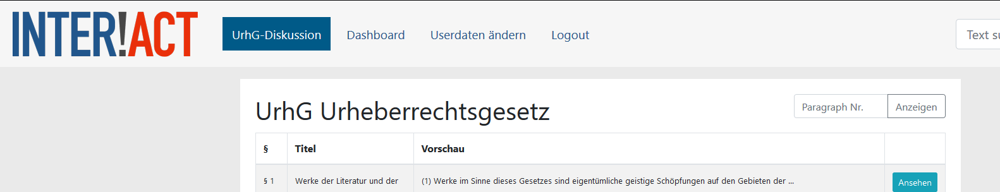 INTER!ACT
UrhG-Diskussion Dashboard Userdaten ändern Logout
Text
UrhG Urheberrechtsgesetz
Paragraph Nr. Anzeigen
§ Titel Vorschau
§ 1 Werke der Literatur und der (1) Werke im Sinne dieses Gesetzes sind eigentümliche geistige Schöpfungen auf den Gebieten der ... Ansehen